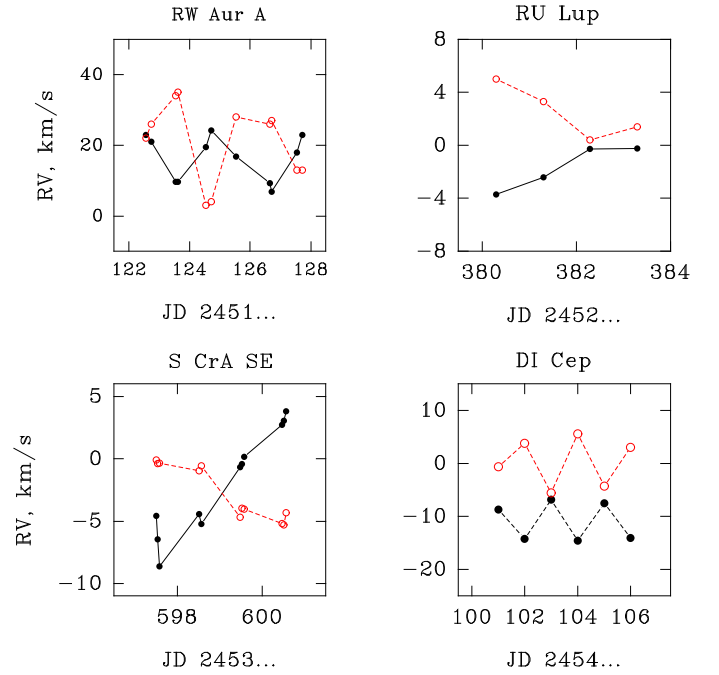 RW Aur A
RU Lup
40
20
0
RV, km/s
122 124 126 128
JD 2451...
8
4
0
−4
−8
380 382 384
JD 2452...
S CrA SE
DI Cep
5
0
−5
−10
RV, km/s
598 600
JD 2453...
10
0
−10
−20
100 102 104 106
JD 2454...